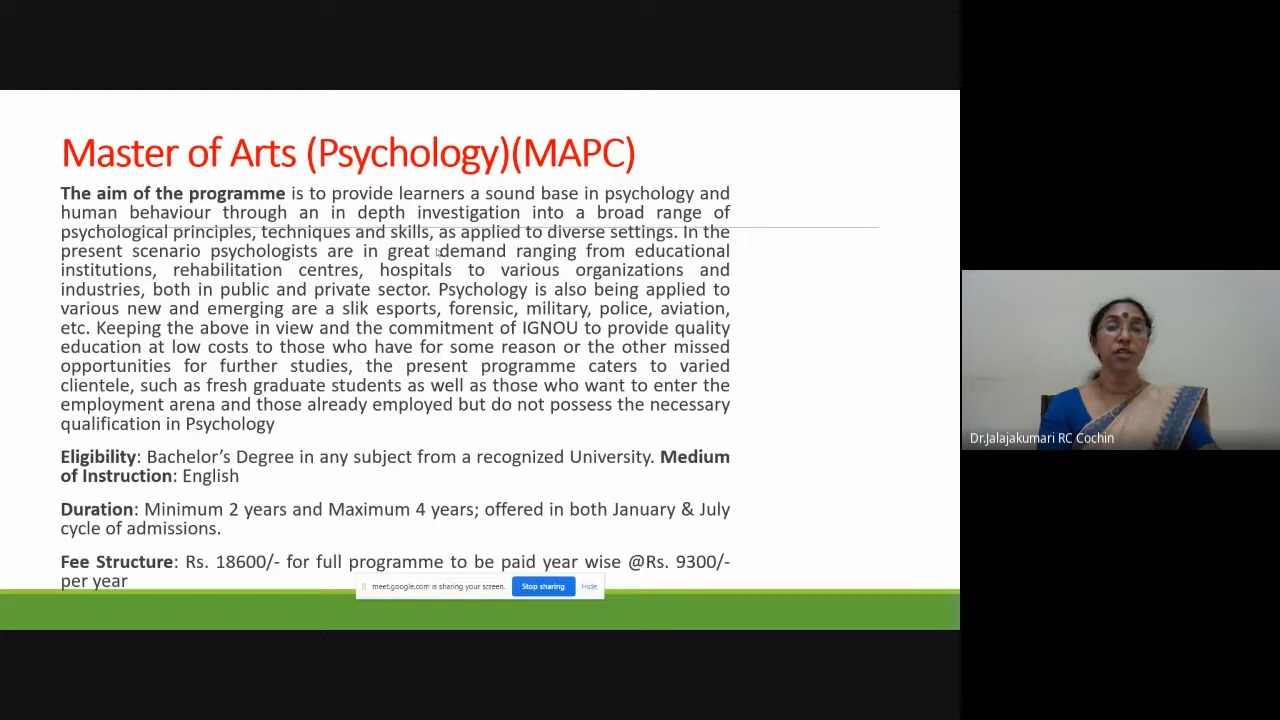 Master of Arts (Psychology)(MAPC)
The aim of the programme is to provide learners a sound base in psychology and
human behaviour through an in depth investigation into a broad range of
psychological principles, techniques and skills, as applied to diverse settings. In the
present scenario psychologists are in great demand ranging from educational
institutions, rehabilitation centres, hospitals to various organizations and
industries, both in public and private sector. Psychology is also being applied to
various new and emerging are a slik esports, forensic, military, police, aviation,
etc. Keeping the above in view and the commitment of IGNOU to provide quality
education at low costs to those who have for some reason or the other missed
opportunities for further studies, the present programme caters to varied
clientele, such as fresh graduate students as well as those who want to enter the
employment arena and those already employed but do not possess the necessary
qualification in Psychology
Eligibility: Bachelor’s Degree in any subject from a recognized University. Medium
of Instruction: English
Duration: Minimum 2 years and Maximum 4 years; offered in both January & July
cycle of admissions.
Fee Structure: Rs. 18600/- for full programme to be paid year wise @Rs. 9300/-
per year
meet.google.com is sharing your screen. Stop sharing Hide
Dr.Jalajakumari RC Cochin